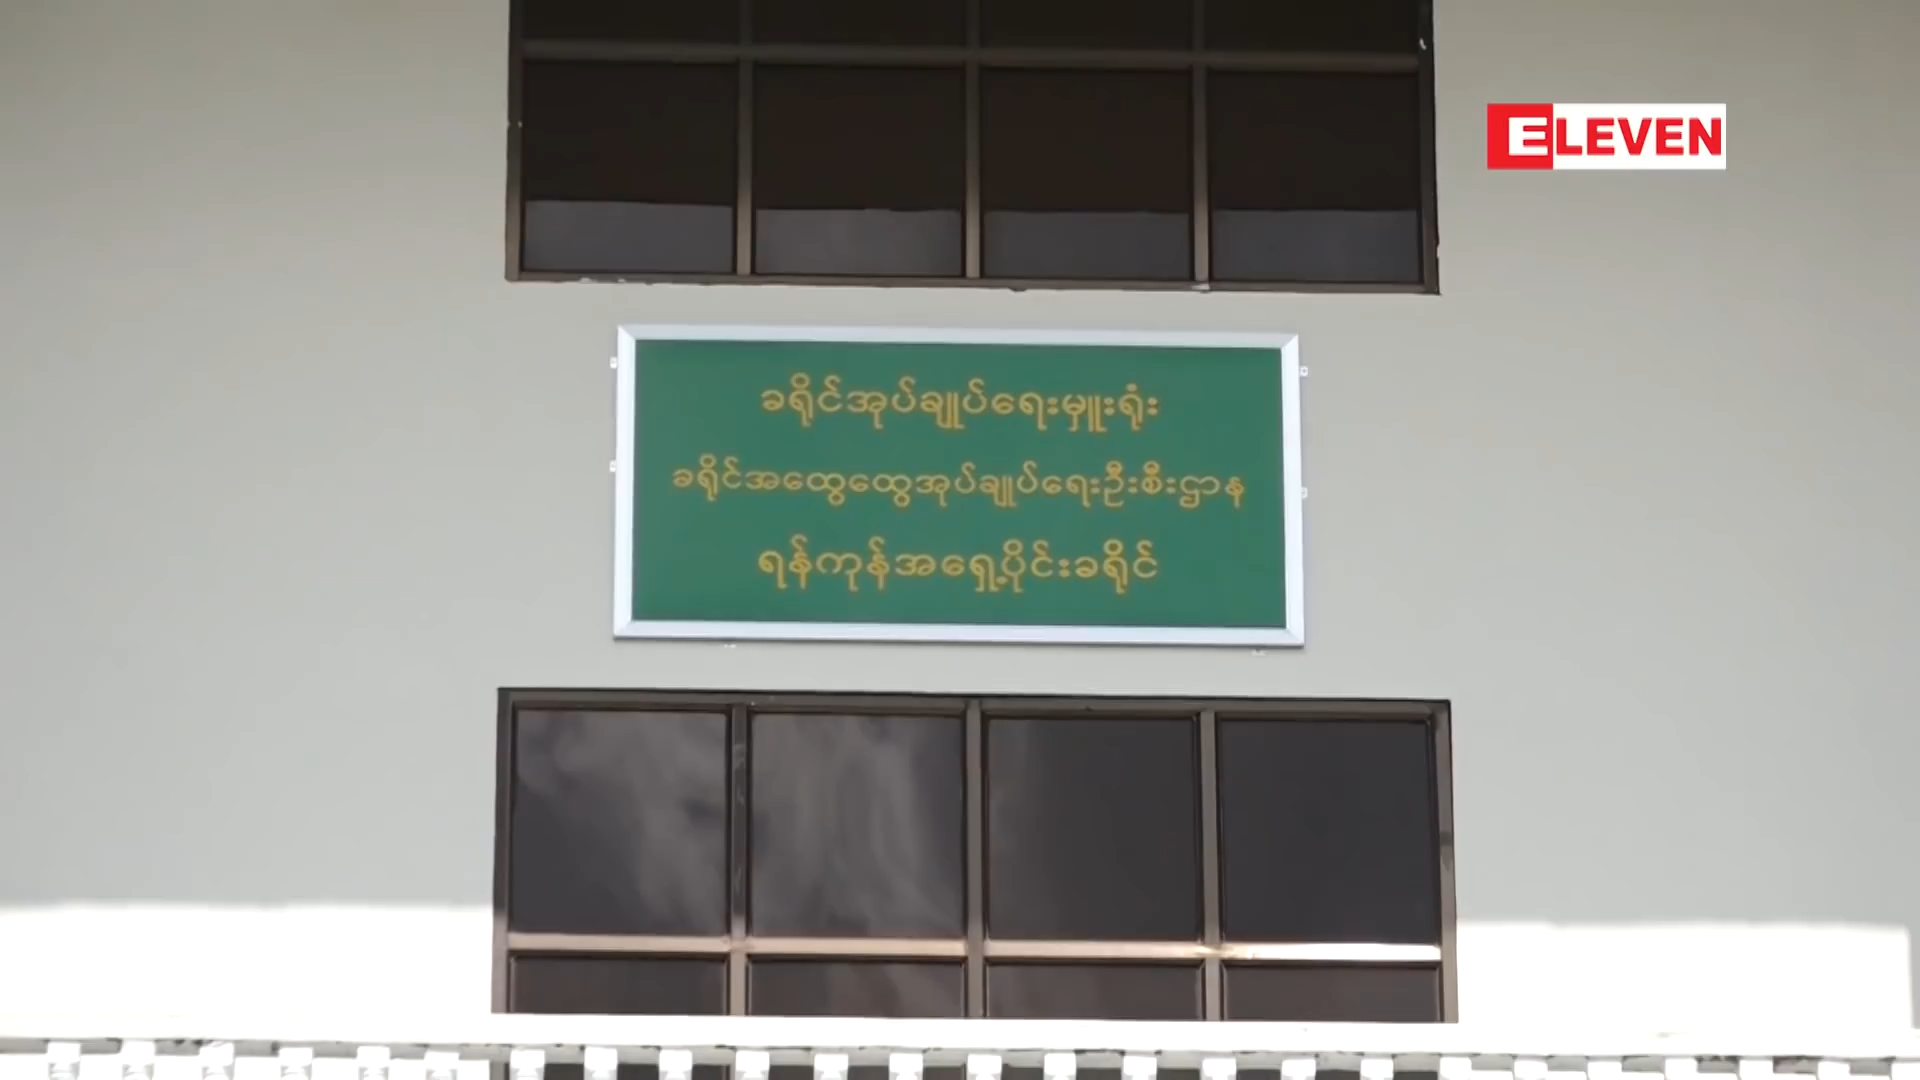 ELEVEN
ခရိုင်အုပ်ချုပ်ရေးမှူးရုံး
ခရိုင်အထွေထွေအုပ်ချုပ်ရေးဦးစီးဌာန
ရန်ကုန်အရှေ့ပိုင်းခရိုင်